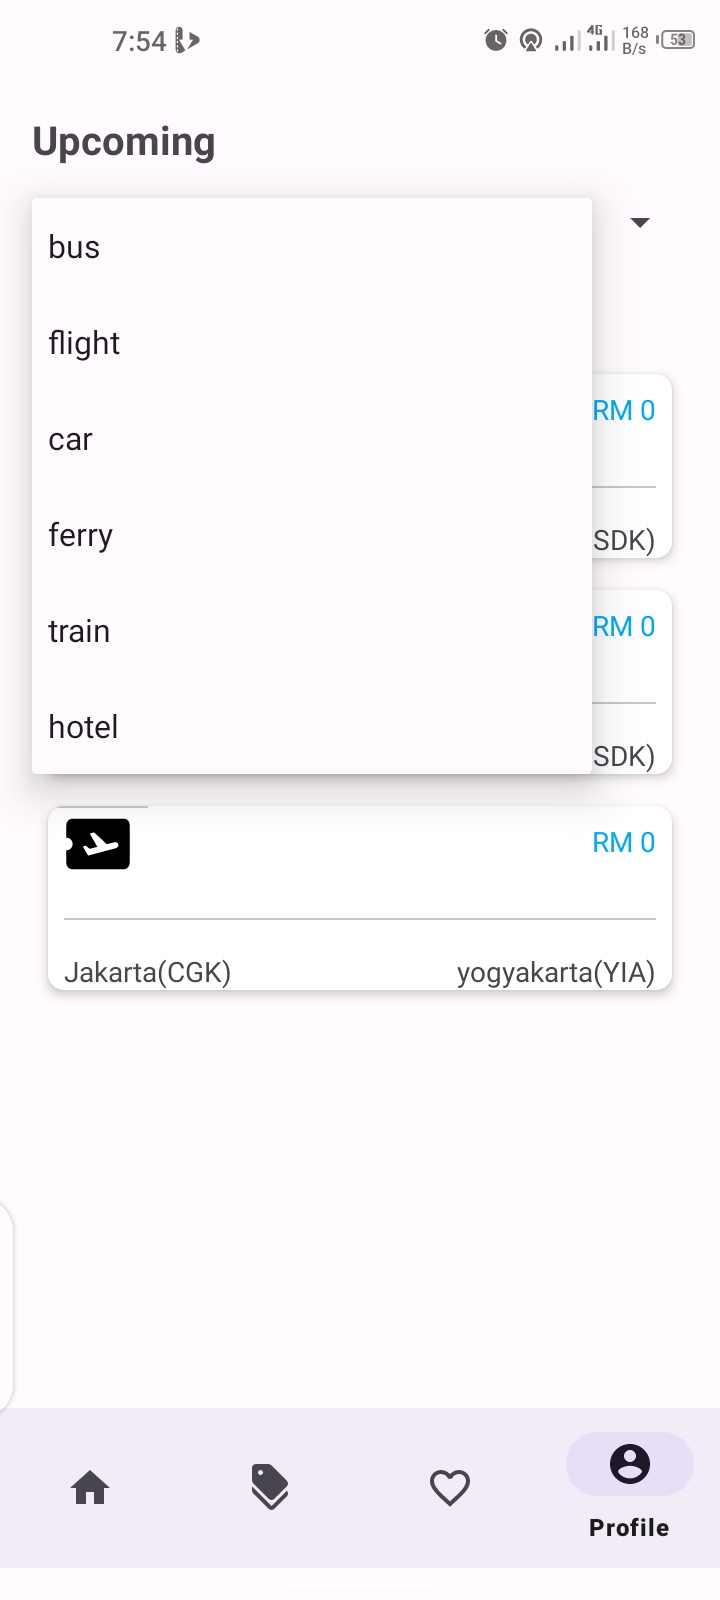 7:54
4G
168
B/s
53
Upcoming
bus
flight
car
RM 0
ferry
SDK)
train
RM 0
hotel
SDK)
RM 0
Jakarta(CGK)
yogyakarta(YIA)
Profile